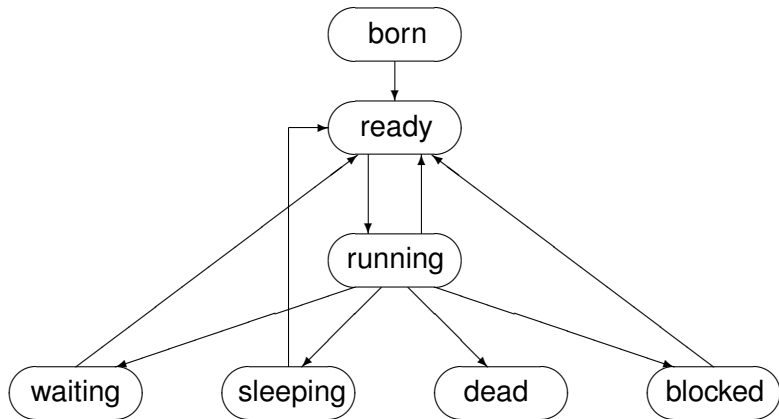 born
ready
running
waiting
sleeping
dead
blocked